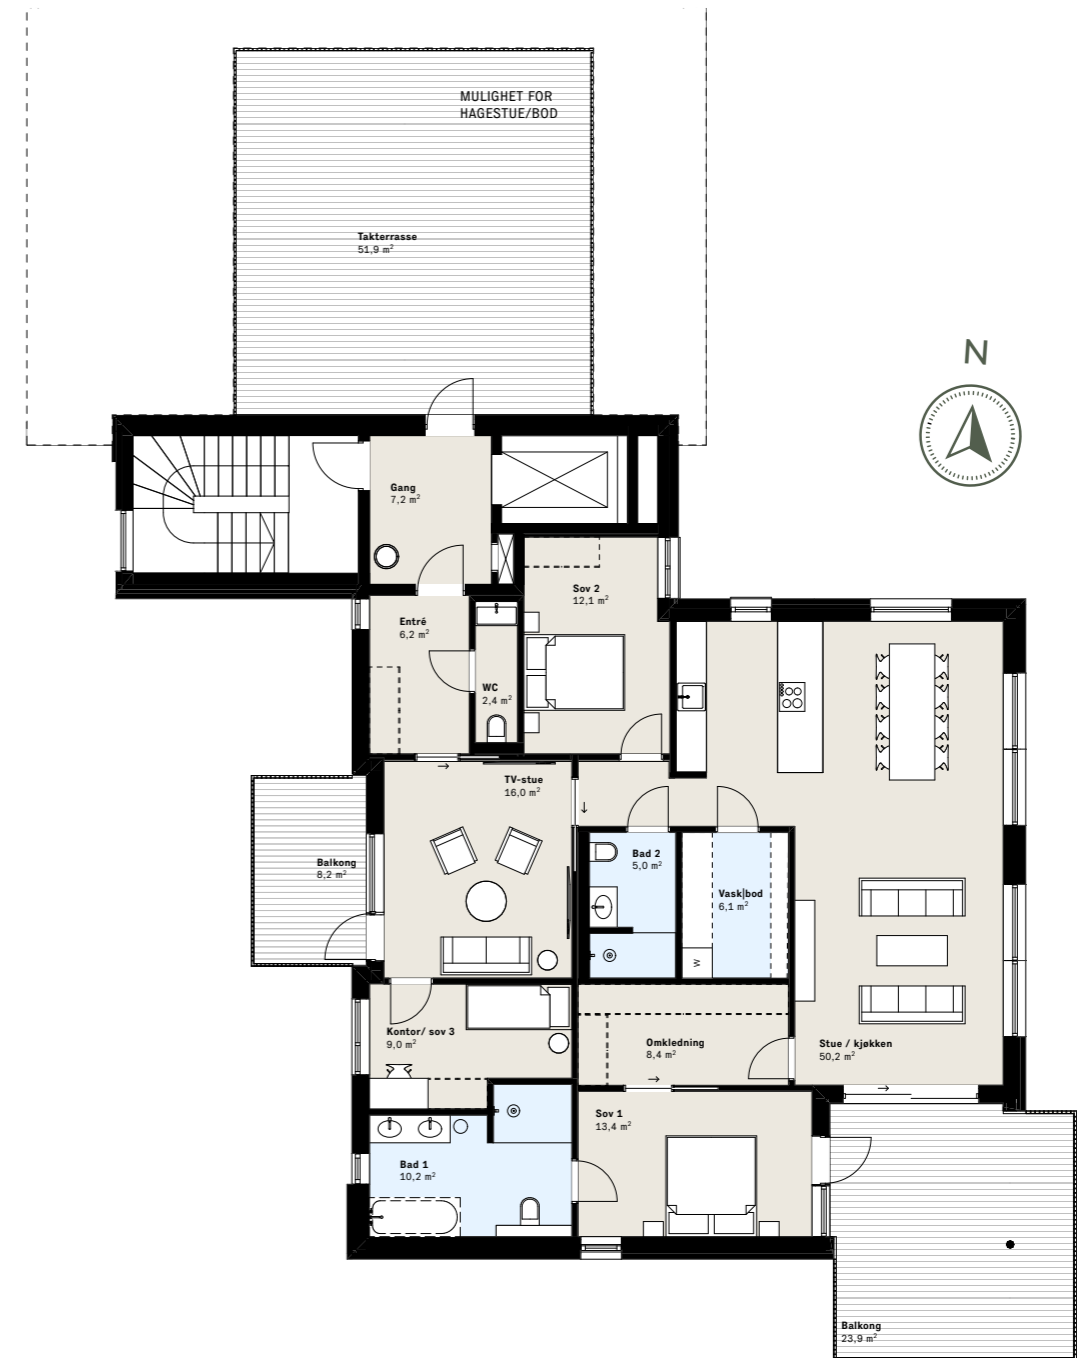 MULIGHET FOR
HAGESTUE/BOD
Takterrasse
51,9 m²
N
Gang
7,2 m²
Sov 2
12,1 m²
Entré
6,2 m²
WC
2,4 m²
TV-stue
16,0 m²
Balkong
8,2 m²
Bad 2
5,0 m²
Vask|bod
6,1 m²
W
Kontor/ sov 3
9,0 m²
Omkledning
8,4 m²
Stue / kjøkken
50,2 m²
Sov 1
13,4 m²
Bad 1
10,2 m²
Balkong
23,9 m²